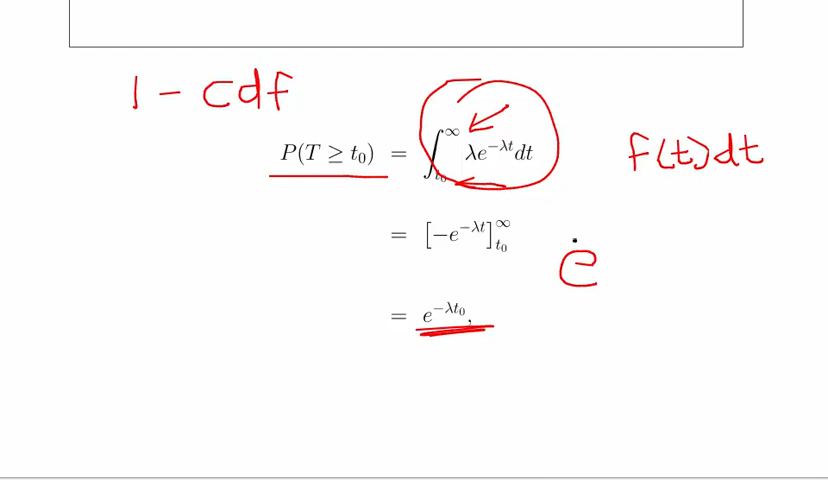 1 - cdf
P(T ≥ t₀) = ∫_{t₀}^{∞} λe^{−λt}dt f(t)dt
= [−e^{−λt}]_{t₀}^{∞}
e
= e^{−λt₀},